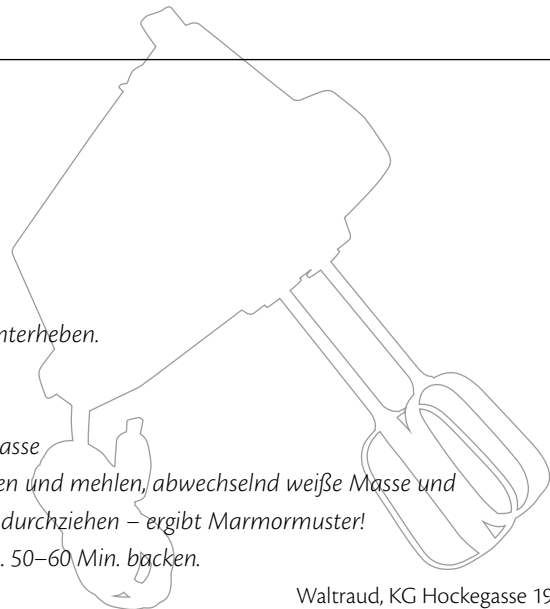 nterheben.
asse
en und mehlen, abwechselnd weiße Masse und
durchziehen – ergibt Marmormuster!
. 50–60 Min. backen.
Waltraud, KG Hockegasse 19